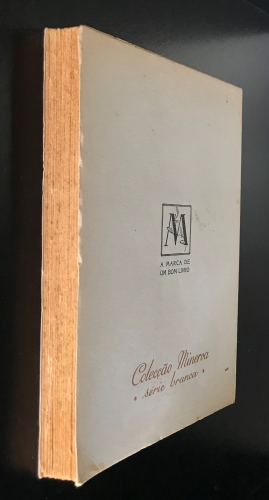 M
A MARCA DE
UM BOM LIVRO
Colecção Minerva
* série branca *